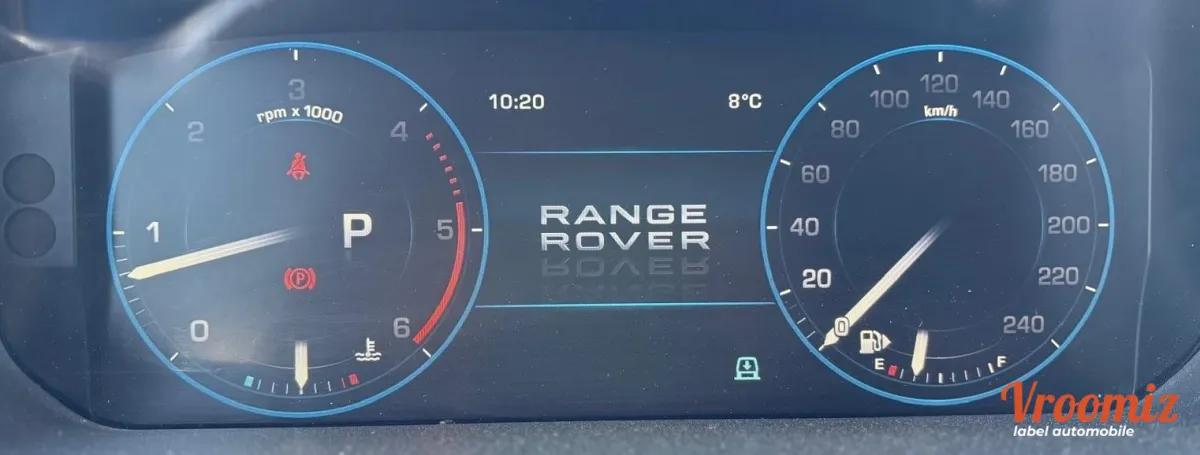 3
rpm x 1000
2
4
1
P
5
(P)
0
6
10:20
8°C
RANGE
ROVER
120
100
140
km/h
80
160
60
180
40
200
20
220
0
240
E
F
Vroomiz
label automobile